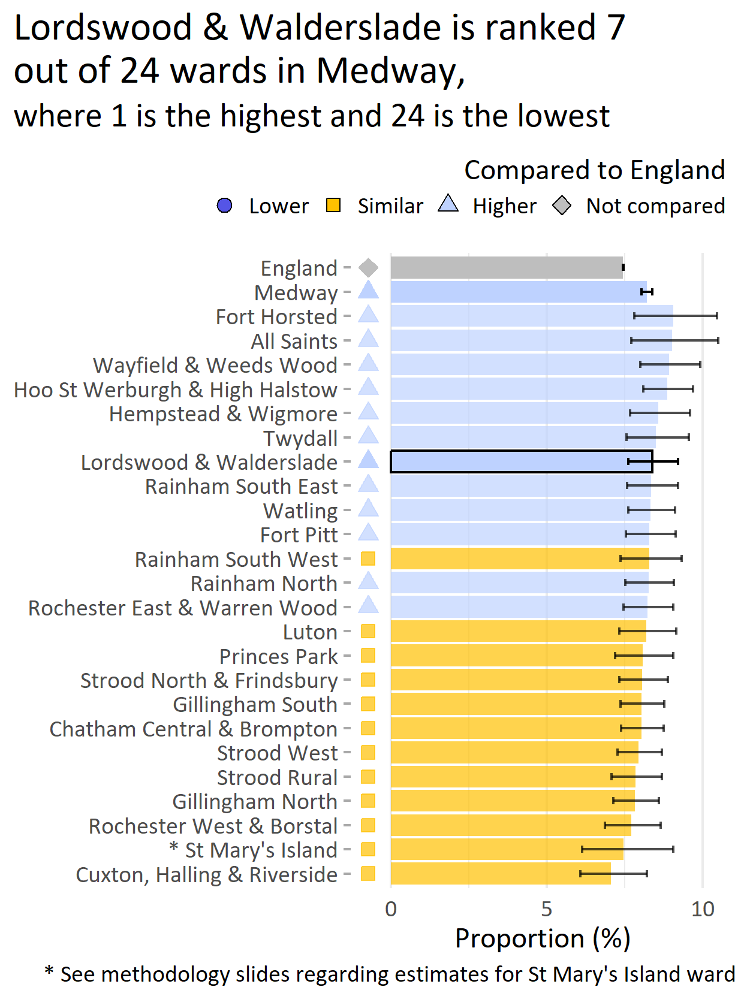 Lordswood & Walderslade is ranked 7
out of 24 wards in Medway,
where 1 is the highest and 24 is the lowest
Compared to England
Lower Similar Higher Not compared
England
Medway
Fort Horsted
All Saints
Wayfield & Weeds Wood
Hoo St Werburgh & High Halstow
Hempstead & Wigmore
Twydall
Lordswood & Walderslade
Rainham South East
Watling
Fort Pitt
Rainham South West
Rainham North
Rochester East & Warren Wood
Luton
Princes Park
Strood North & Frindsbury
Gillingham South
Chatham Central & Brompton
Strood West
Strood Rural
Gillingham North
Rochester West & Borstal
* St Mary's Island
Cuxton, Halling & Riverside
0 5 10
Proportion (%)
* See methodology slides regarding estimates for St Mary's Island ward